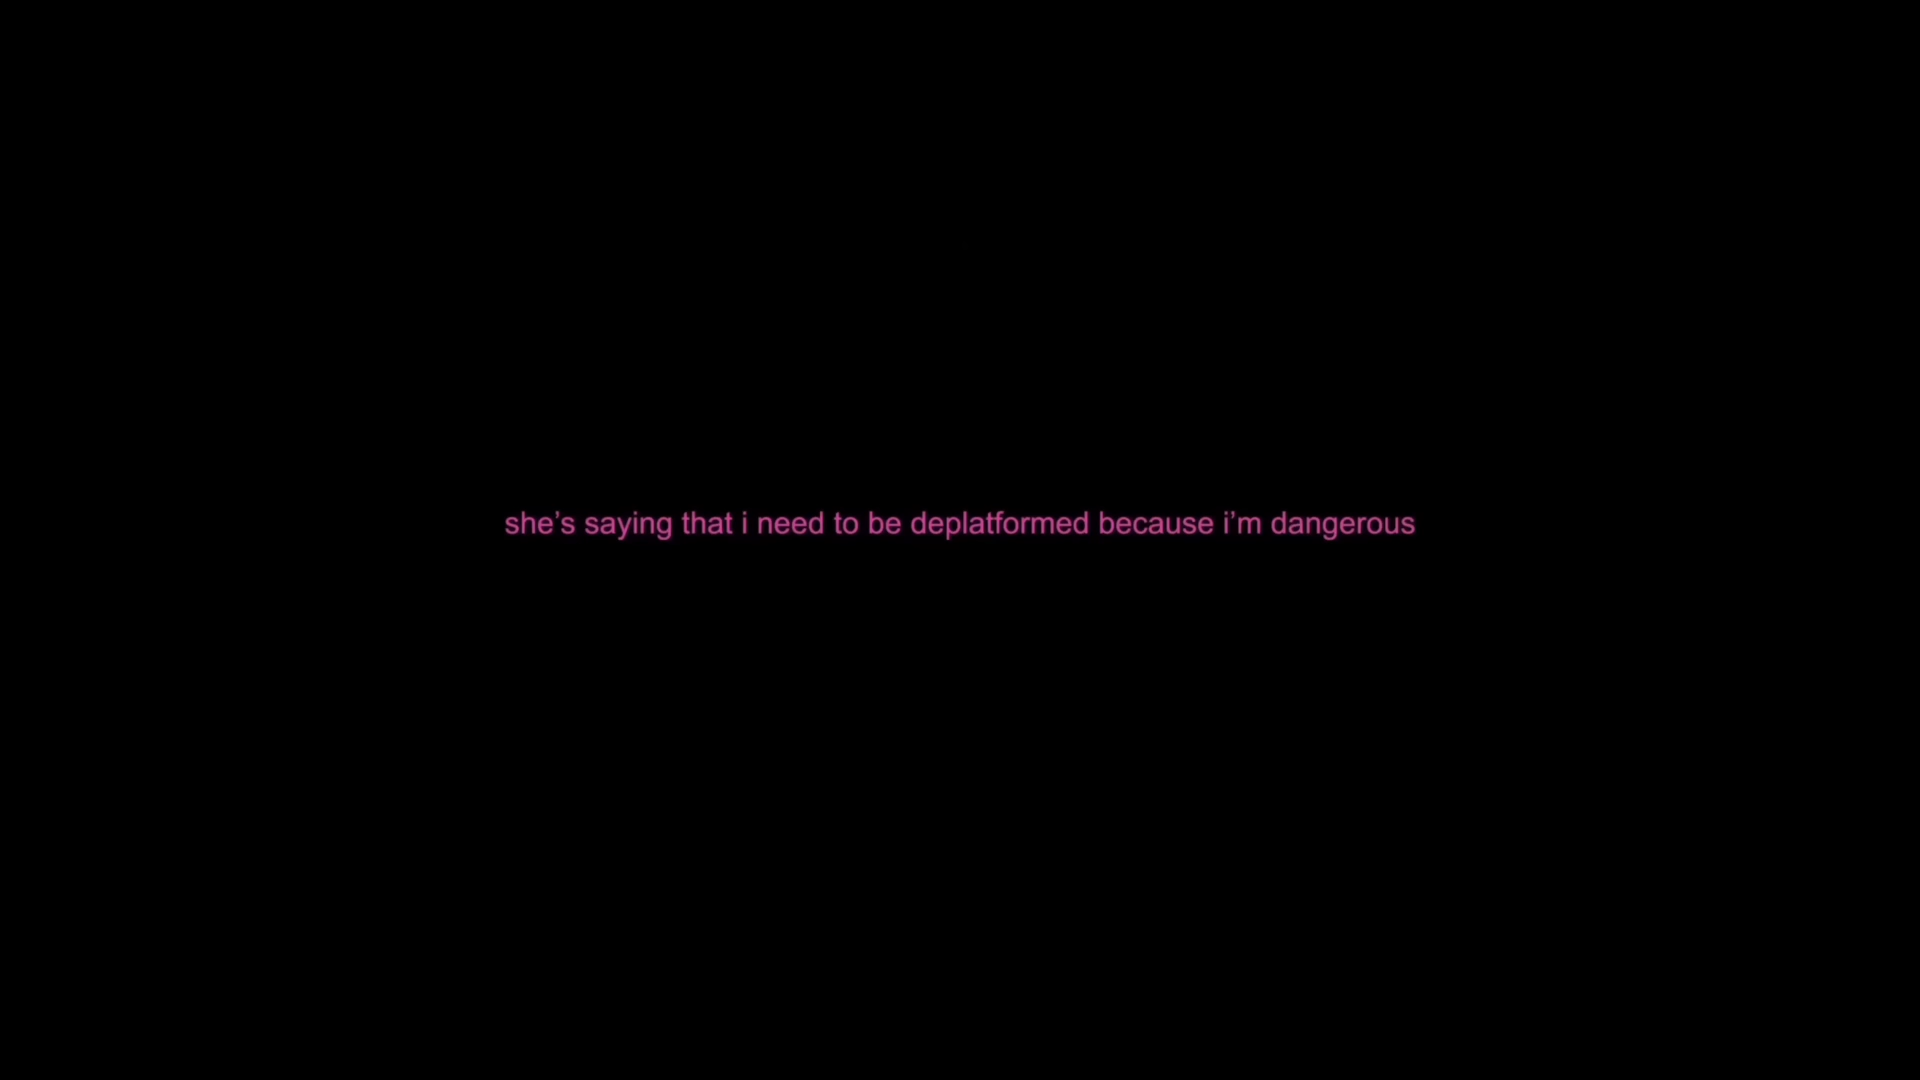 she’s saying that i need to be deplatformed because i’m dangerous